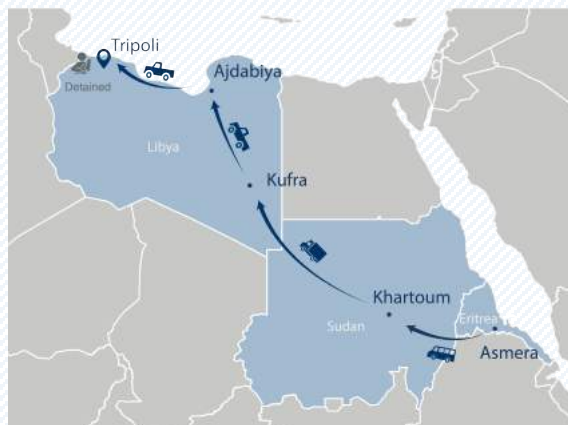 Tripoli
Detained
Ajdabiya
Libya
Kufra
Khartoum
Sudan
Eritrea
Asmera